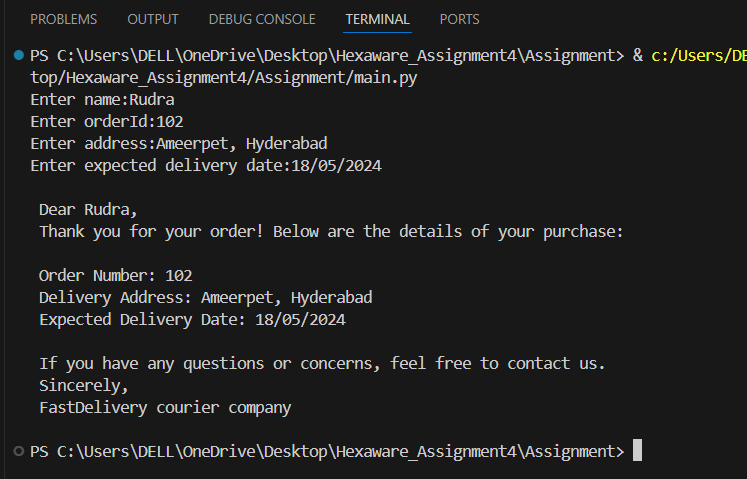 PROBLEMS OUTPUT DEBUG CONSOLE TERMINAL PORTS
PS C:\Users\DELL\OneDrive\Desktop\Hexaware_Assignment4\Assignment> & c:/Users/DE
top/Hexaware_Assignment4/Assignment/main.py
Enter name:Rudra
Enter orderId:102
Enter address:Ameerpet, Hyderabad
Enter expected delivery date:18/05/2024
Dear Rudra,
Thank you for your order! Below are the details of your purchase:
Order Number: 102
Delivery Address: Ameerpet, Hyderabad
Expected Delivery Date: 18/05/2024
If you have any questions or concerns, feel free to contact us.
Sincerely,
FastDelivery courier company
PS C:\Users\DELL\OneDrive\Desktop\Hexaware_Assignment4\Assignment>